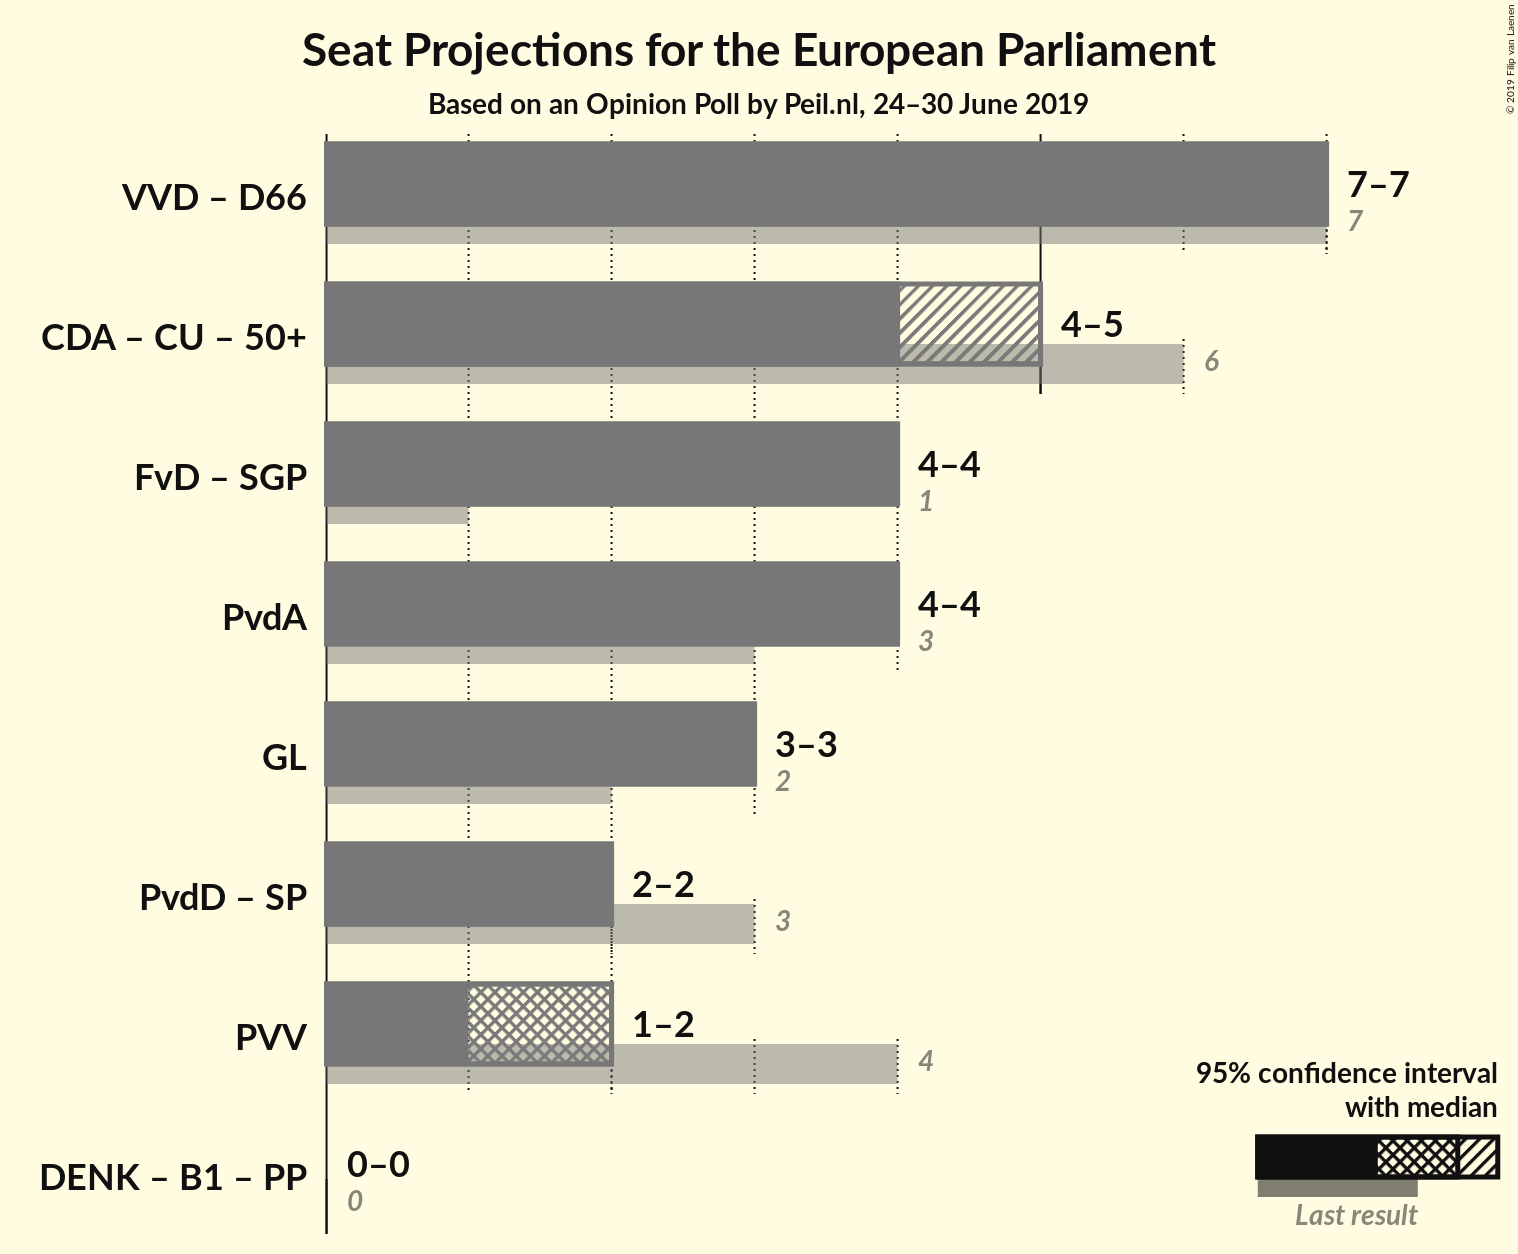 Seat Projections for the European Parliament
Based on an Opinion Poll by Peil.nl, 24–30 June 2019
© 2019 Filip van Laenen
VVD – D66
7–7
7
CDA – CU – 50+
4–5
6
FvD – SGP
4–4
1
PvdA
4–4
3
GL
3–3
2
PvdD – SP
2–2
3
PVV
1–2
4
DENK – B1 – PP
0–0
0
95% confidence interval
with median
Last result